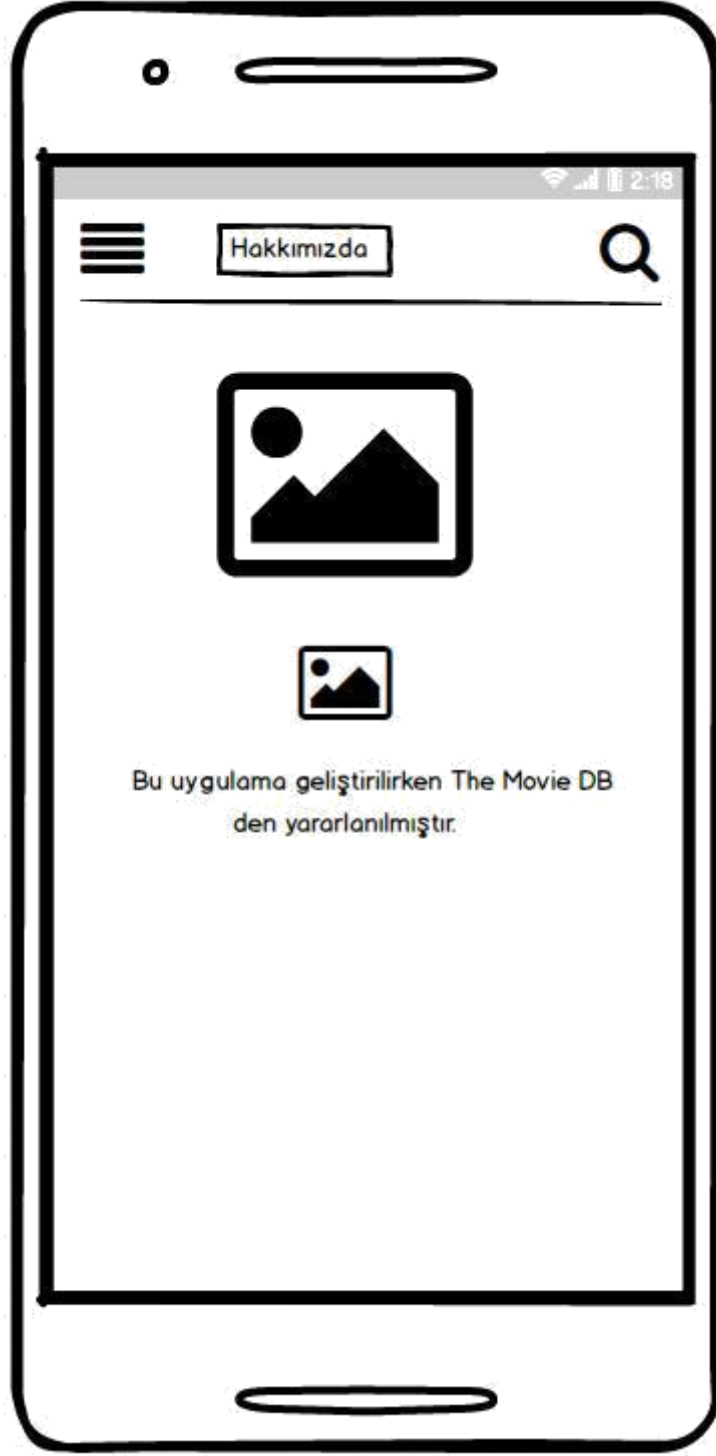 2:18
Hakkımızda
Bu uygulama geliştirilirken The Movie DB
den yararlanılmıştır.